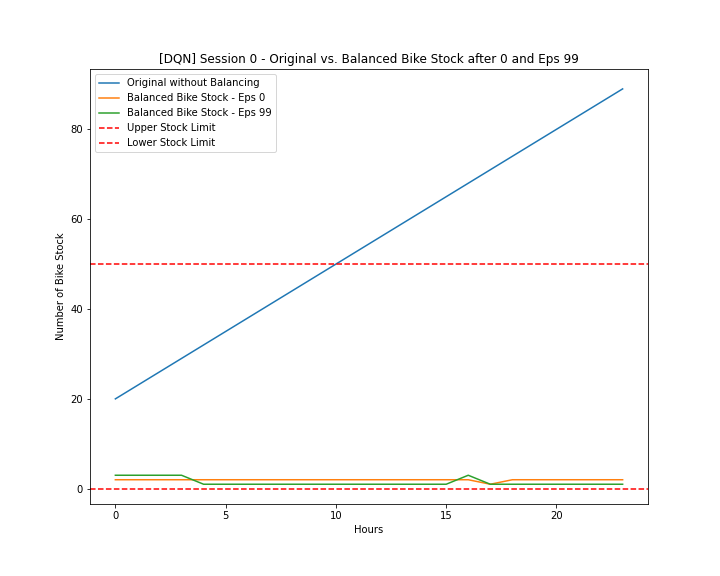 [DQN] Session 0 - Original vs. Balanced Bike Stock after 0 and Eps 99
Original without Balancing
Balanced Bike Stock - Eps 0
Balanced Bike Stock - Eps 99
Upper Stock Limit
Lower Stock Limit
Number of Bike Stock
80
60
40
20
0
0 5 10 15 20
Hours